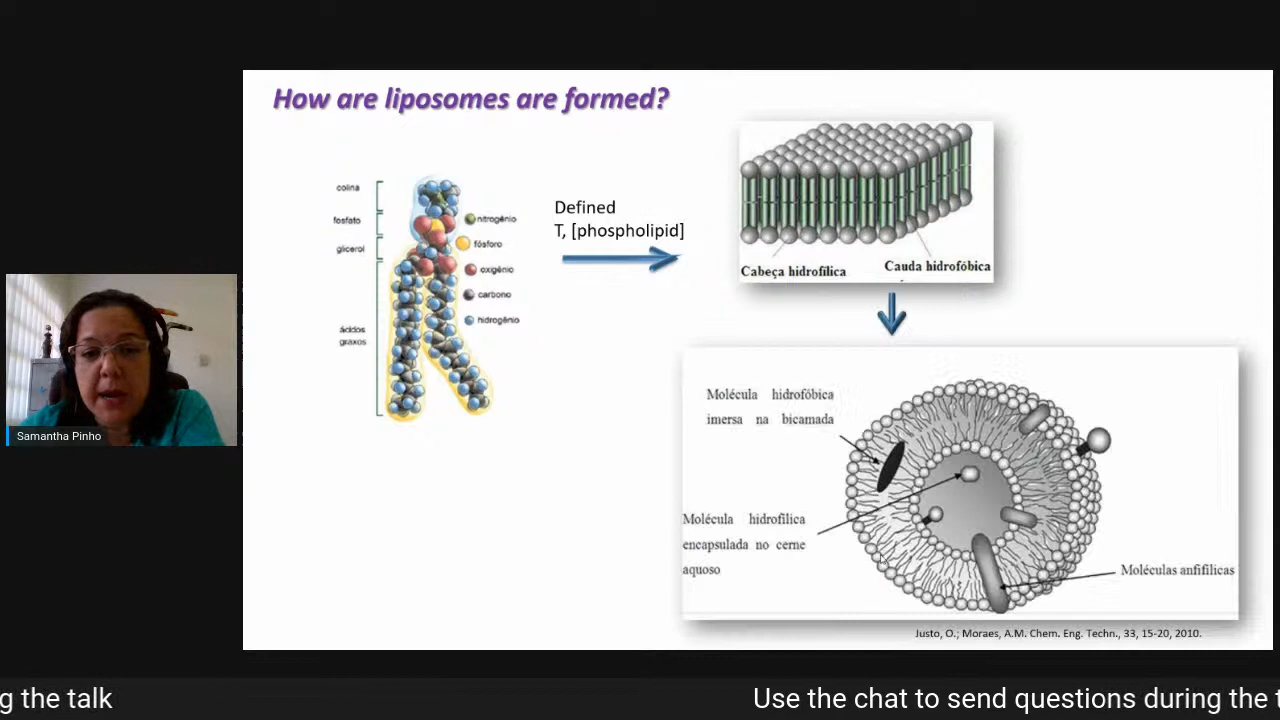 How are liposomes are formed?
colina
fosfato
glicerol
ácidos
graxos
nitrogênio
fósforo
oxigênio
carbono
hidrogênio
Defined
T, [phospholipid]
Cabeça hidrofílica
Cauda hidrofóbica
Molécula hidrofóbica
imersa na bicamada
Molécula hidrofílica
encapsulada no cerne
aquoso
Moléculas anfifílicas
Justo, O.; Moraes, A.M. Chem. Eng. Techn., 33, 15-20, 2010.
Samantha Pinho
g the talk
Use the chat to send questions during the t